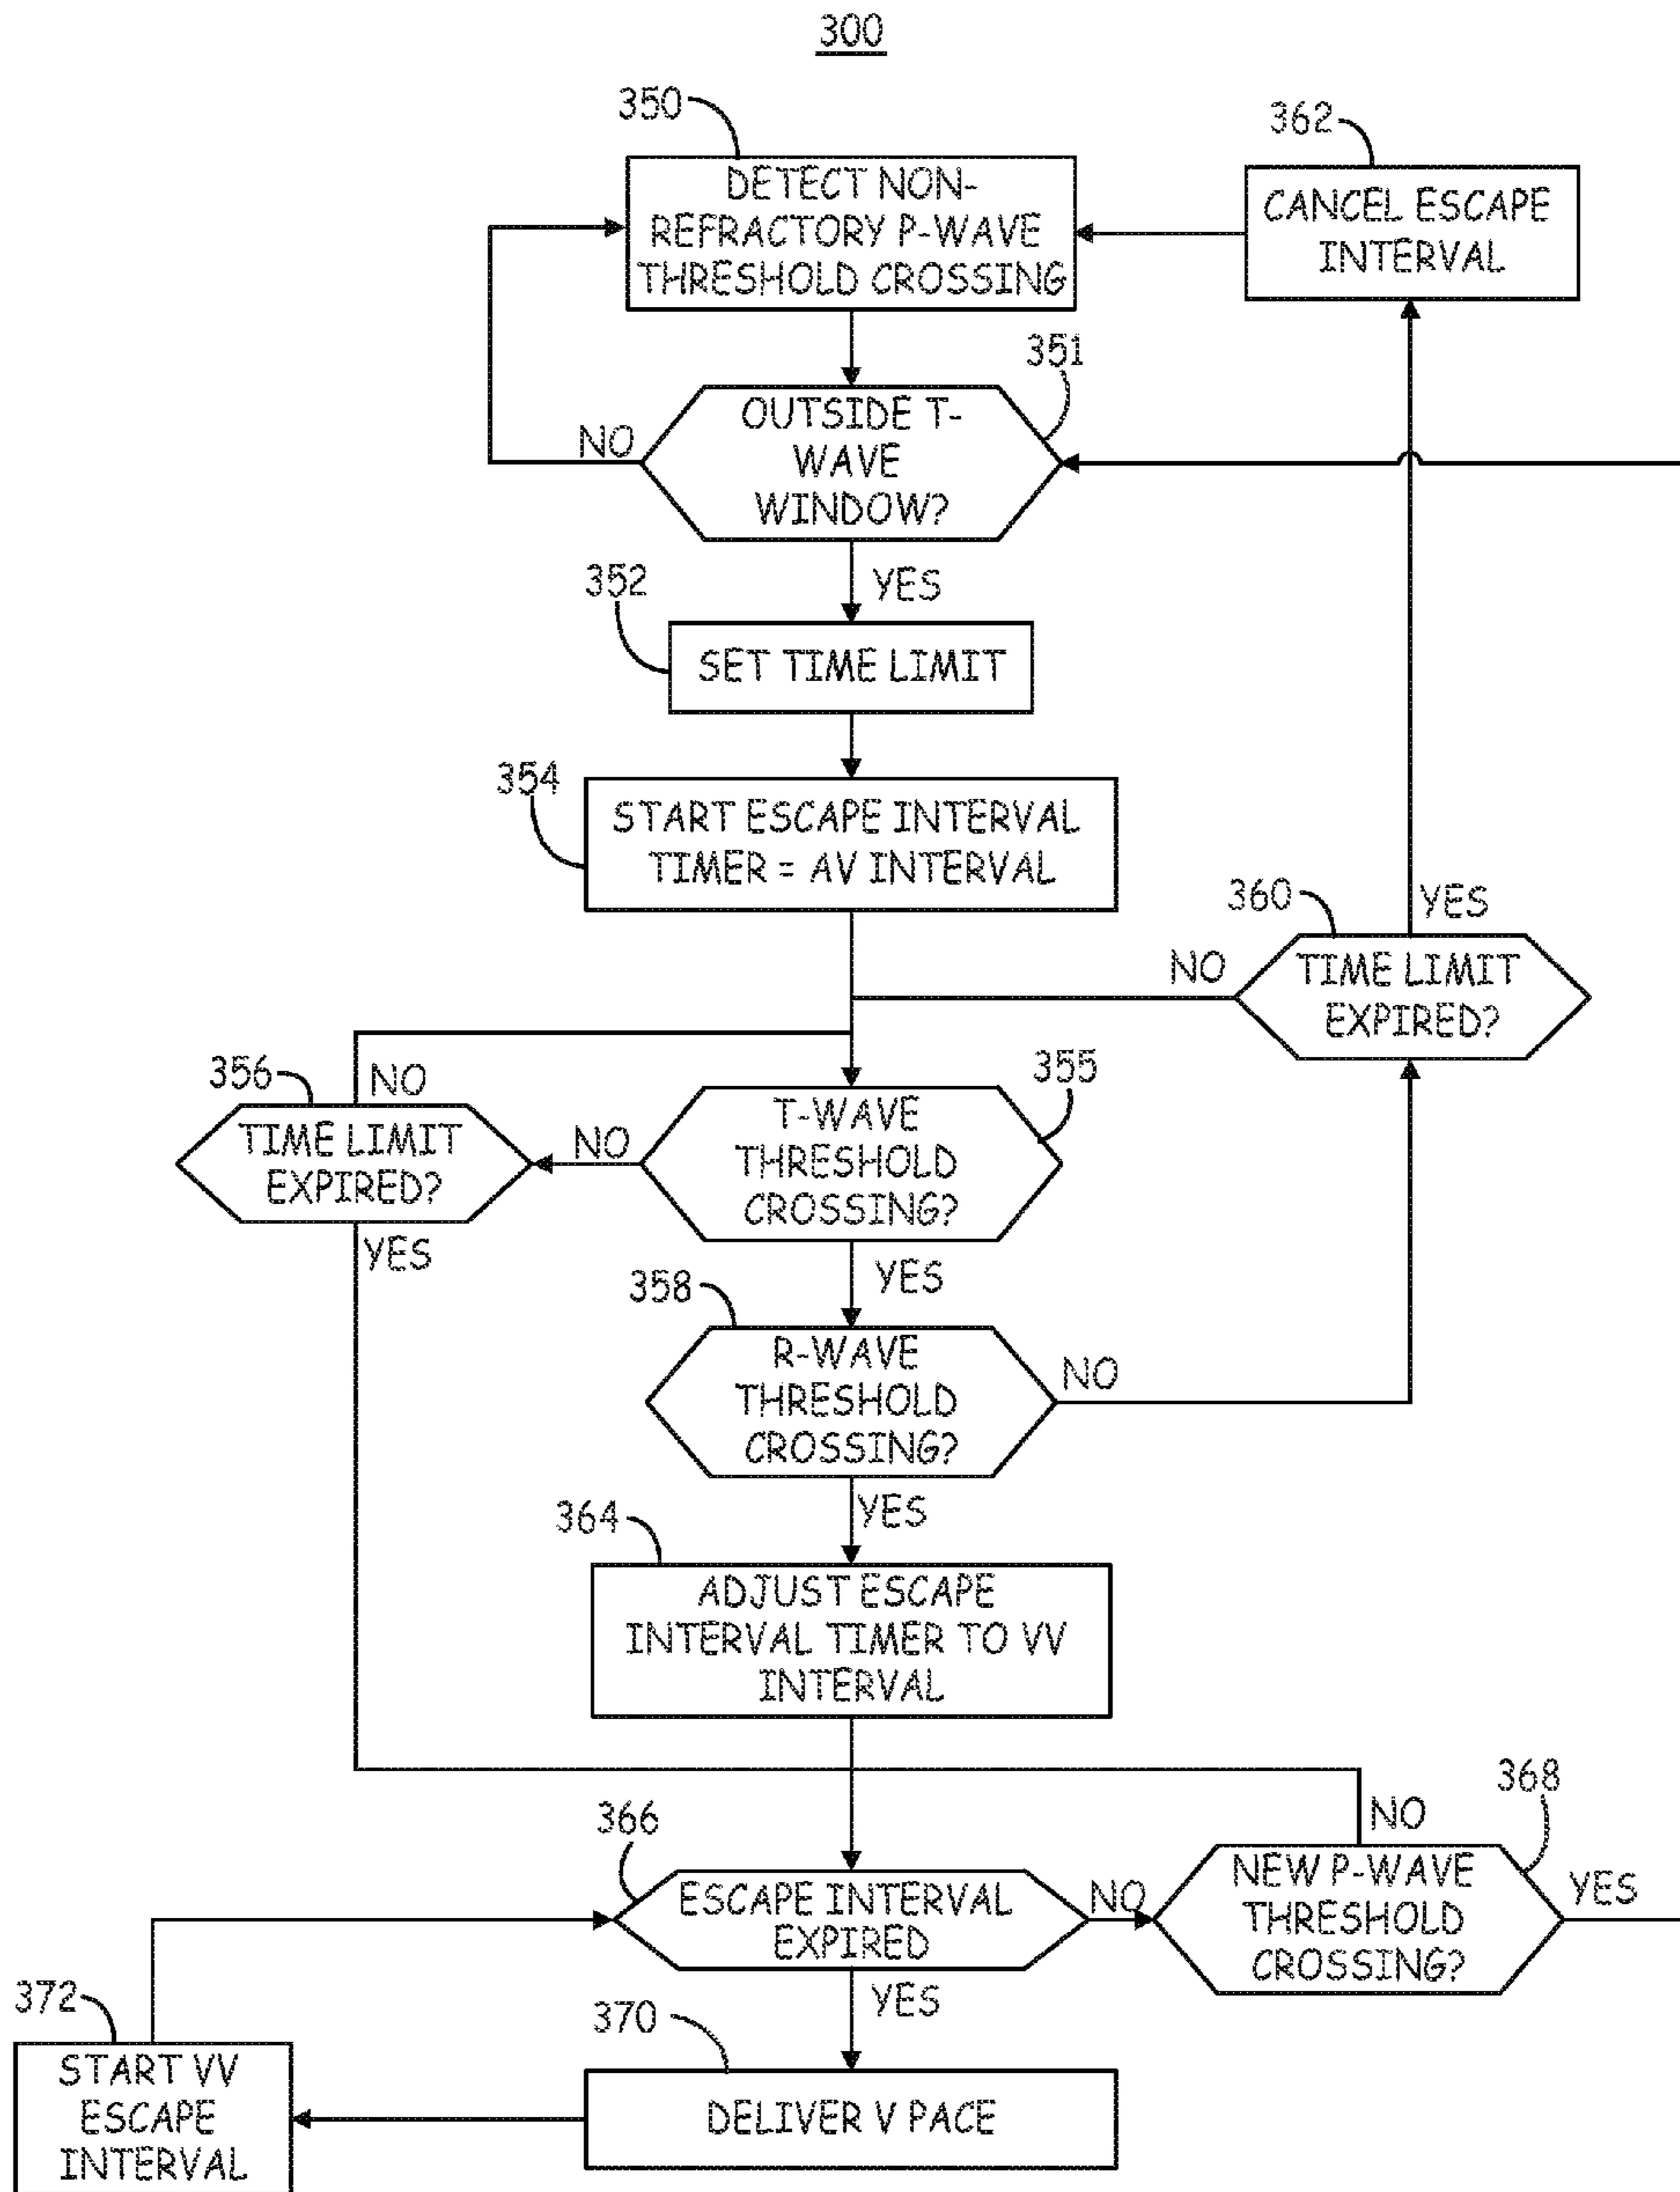 300
350
362
DETECT NON-
REFRACTORY P-WAVE
THRESHOLD CROSSING
CANCEL ESCAPE
INTERVAL
351
OUTSIDE T-
WAVE
WINDOW?
NO
YES
352
SET TIME LIMIT
354
START ESCAPE INTERVAL
TIMER = AV INTERVAL
360
YES
NO
TIME LIMIT
EXPIRED?
356
NO
355
TIME LIMIT
EXPIRED?
NO
T-WAVE
THRESHOLD
CROSSING?
YES
YES
358
R-WAVE
THRESHOLD
CROSSING?
NO
YES
364
ADJUST ESCAPE
INTERVAL TIMER TO VV
INTERVAL
368
366
NO
ESCAPE INTERVAL
EXPIRED
NO
NEW P-WAVE
THRESHOLD
CROSSING?
YES
YES
372
370
START VV
ESCAPE
INTERVAL
DELIVER V PACE